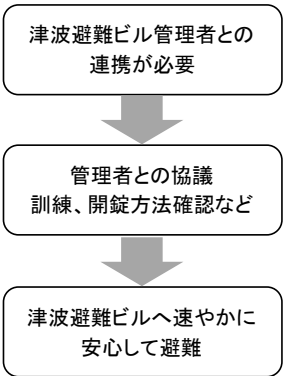 津波避難ビル管理者との
連携が必要
管理者との協議
訓練、開錠方法確認など
津波避難ビルへ速やかに
安心して避難